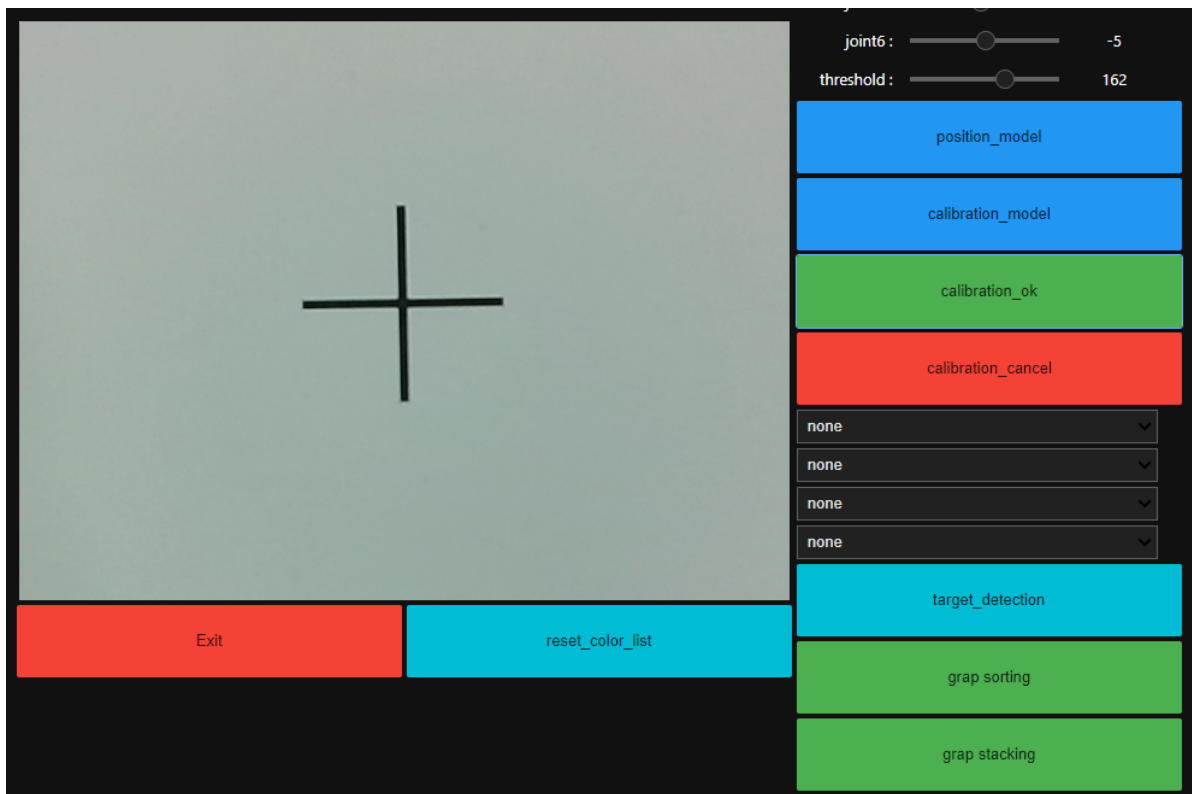 joint6 : -5
threshold : 162
position_model
calibration_model
calibration_ok
calibration_cancel
none
none
none
none
target_detection
grap sorting
grap stacking
Exit
reset_color_list